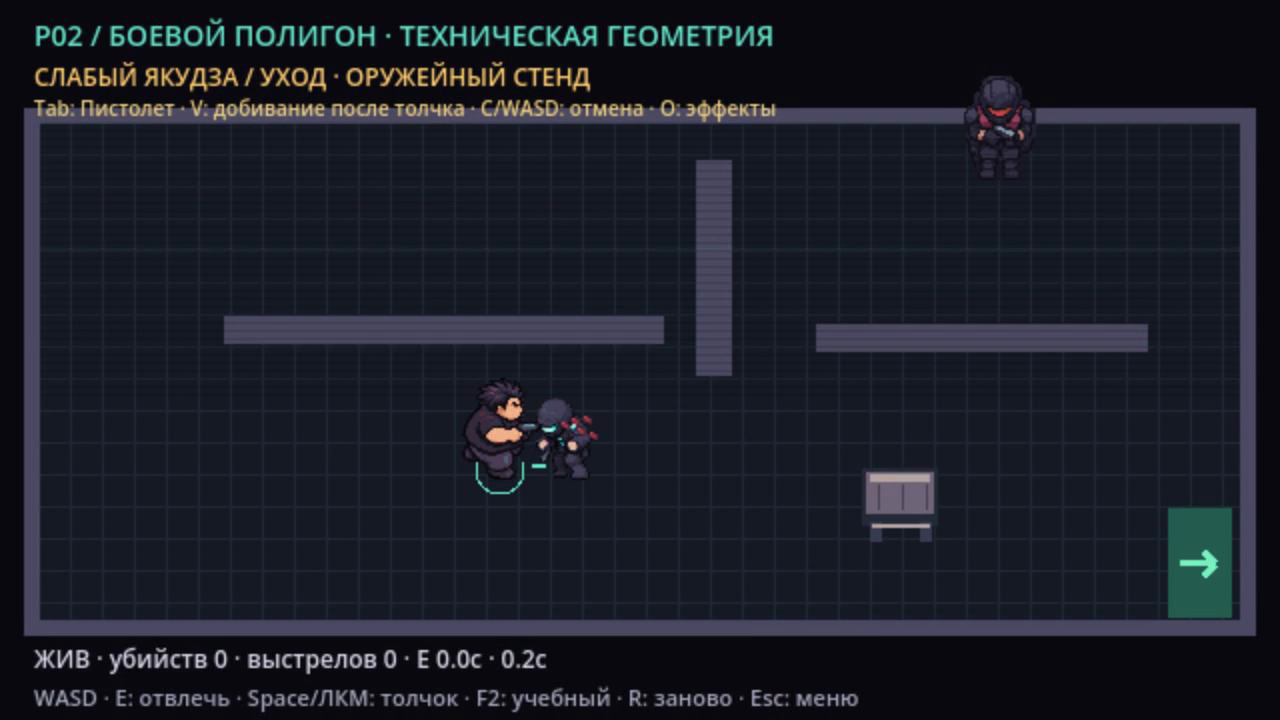 P02 / БОЕВОЙ ПОЛИГОН · ТЕХНИЧЕСКАЯ ГЕОМЕТРИЯ
СЛАБЫЙ ЯКУДЗА / УХОД · ОРУЖЕЙНЫЙ СТЕНД
Tab: Пистолет · V: добивание после толчка · C/WASD: отмена · O: эффекты
→
ЖИВ · убийств 0 · выстрелов 0 · E 0.0с · 0.2с
WASD · E: отвлечь · Space/ЛКМ: толчок · F2: учебный · R: заново · Esc: меню